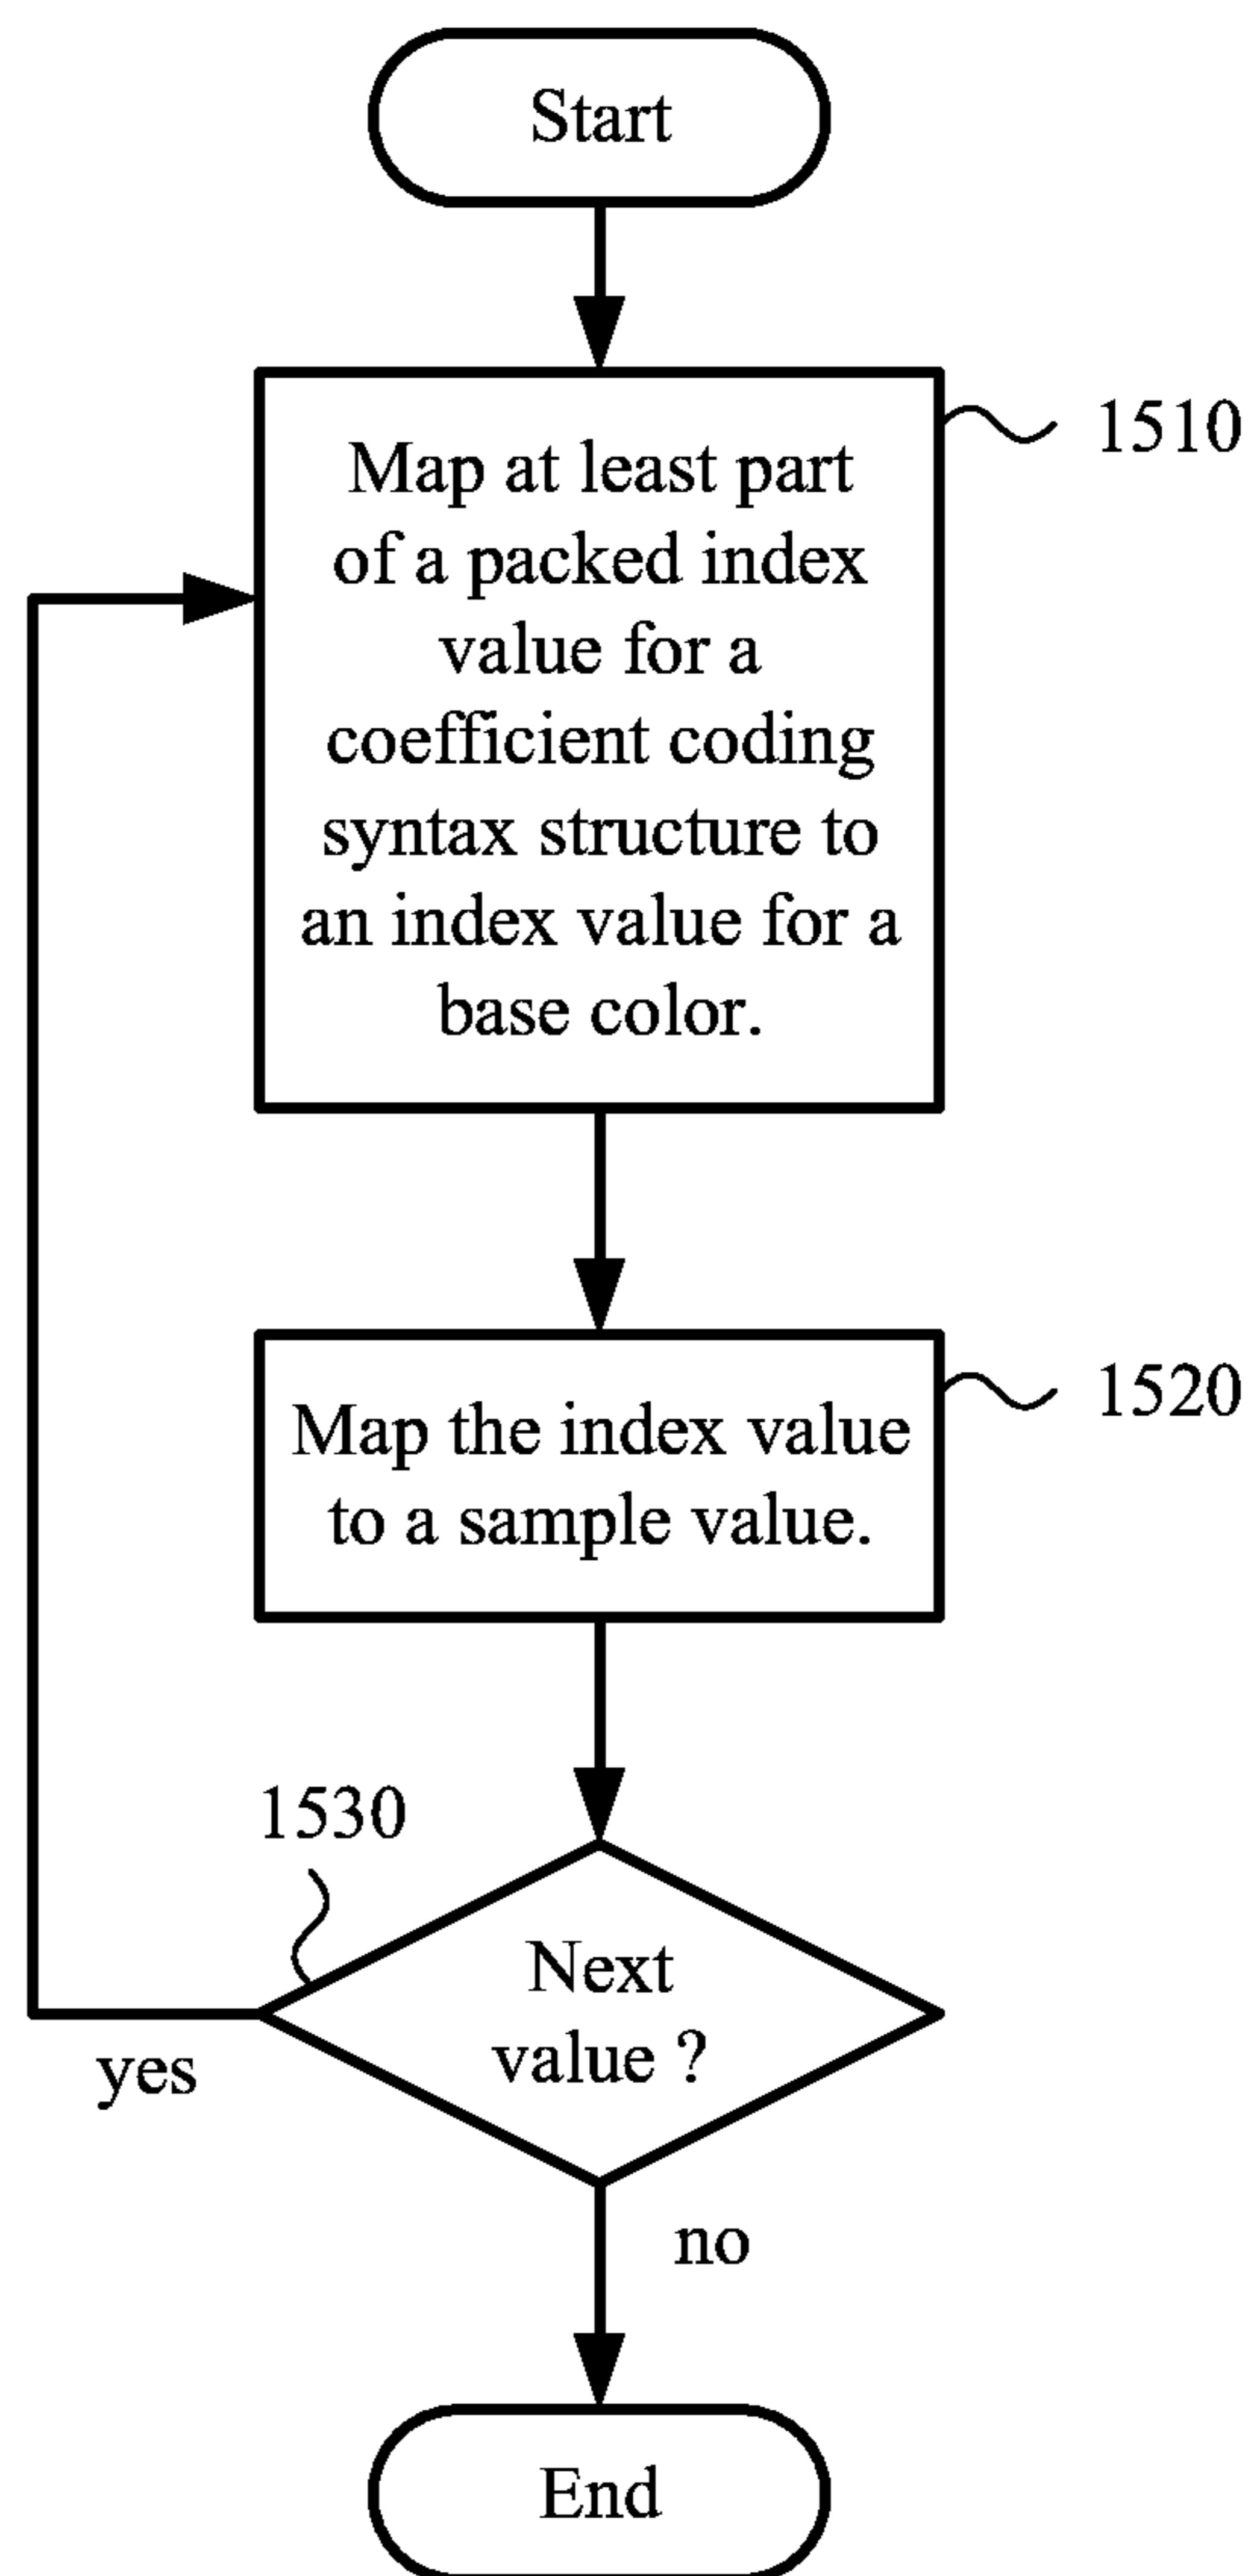 Start
1510
Map at least part
of a packed index
value for a
coefficient coding
syntax structure to
an index value for a
base color.
1520
Map the index value
to a sample value.
1530
Next
value ?
yes
no
End